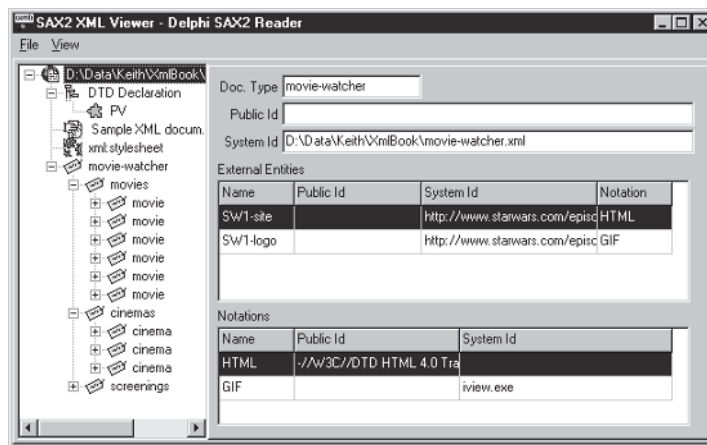 SAX2 XML Viewer - Delphi SAX2 Reader
File View
D:\Data\Keith\XmlBook\
DTD Declaration
PV
Sample XML docum.
xml:stylesheet
movie-watcher
movies
movie
movie
movie
movie
movie
movie
cinemas
cinema
cinema
cinema
screenings
Doc. Type movie-watcher
Public Id
System Id D:\Data\Keith\XmlBook\movie-watcher.xml
External Entities
Name Public Id System Id Notation
SW1-site http://www.starwars.com/episc HTML
SW1-logo http://www.starwars.com/episc GIF
Notations
Name Public Id System Id
HTML -//W3C//DTD HTML 4.0 Tra
GIF iview.exe